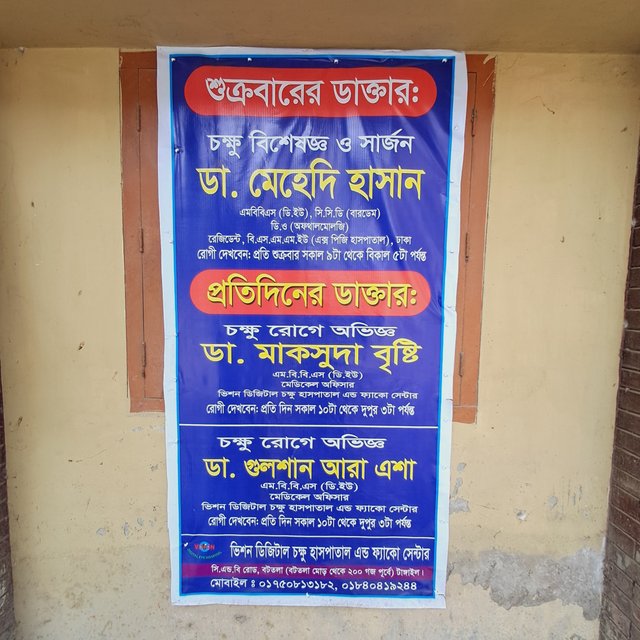 শুক্রবারের ডাক্তার:
চক্ষু বিশেষজ্ঞ ও সার্জন
ডা. মেহেদি হাসান
এমবিবিএস (ডি.ইউ), সি.সি.ডি (বারডেম)
ডি.ও (অফথালমোলজি)
রেজিডেন্ট, বি.এস.এম.এম.ইউ (এক্স পিজি হাসপাতাল), ঢাকা
রোগী দেখবেন: প্রতি শুক্রবার সকাল ৯টা থেকে বিকাল ৫টা পর্যন্ত
প্রতিদিনের ডাক্তার:
চক্ষু রোগে অভিজ্ঞ
ডা. মাকসুদা বৃষ্টি
এম.বি.বি.এস (ডি.ইউ)
মেডিকেল অফিসার
ভিশন ডিজিটাল চক্ষু হাসপাতাল এন্ড ফ্যাকো সেন্টার
রোগী দেখবেন: প্রতি দিন সকাল ১০টা থেকে দুপুর ৩টা পর্যন্ত
চক্ষু রোগে অভিজ্ঞ
ডা. গুলশান আরা এশা
এম.বি.বি.এস (ডি.ইউ)
মেডিকেল অফিসার
ভিশন ডিজিটাল চক্ষু হাসপাতাল এন্ড ফ্যাকো সেন্টার
রোগী দেখবেন: প্রতি দিন সকাল ১০টা থেকে দুপুর ৩টা পর্যন্ত
ভিশন ডিজিটাল চক্ষু হাসপাতাল এন্ড ফ্যাকো সেন্টার
সি.এন্ড.বি রোড, বটতলা (বটতলা মোড় থেকে ২০০ গজ পূর্বে) টাঙ্গাইল।
মোবাইল ঃ ০১৭৫০৮১৩১৮২, ০১৮৪০৪১৯২৪৪